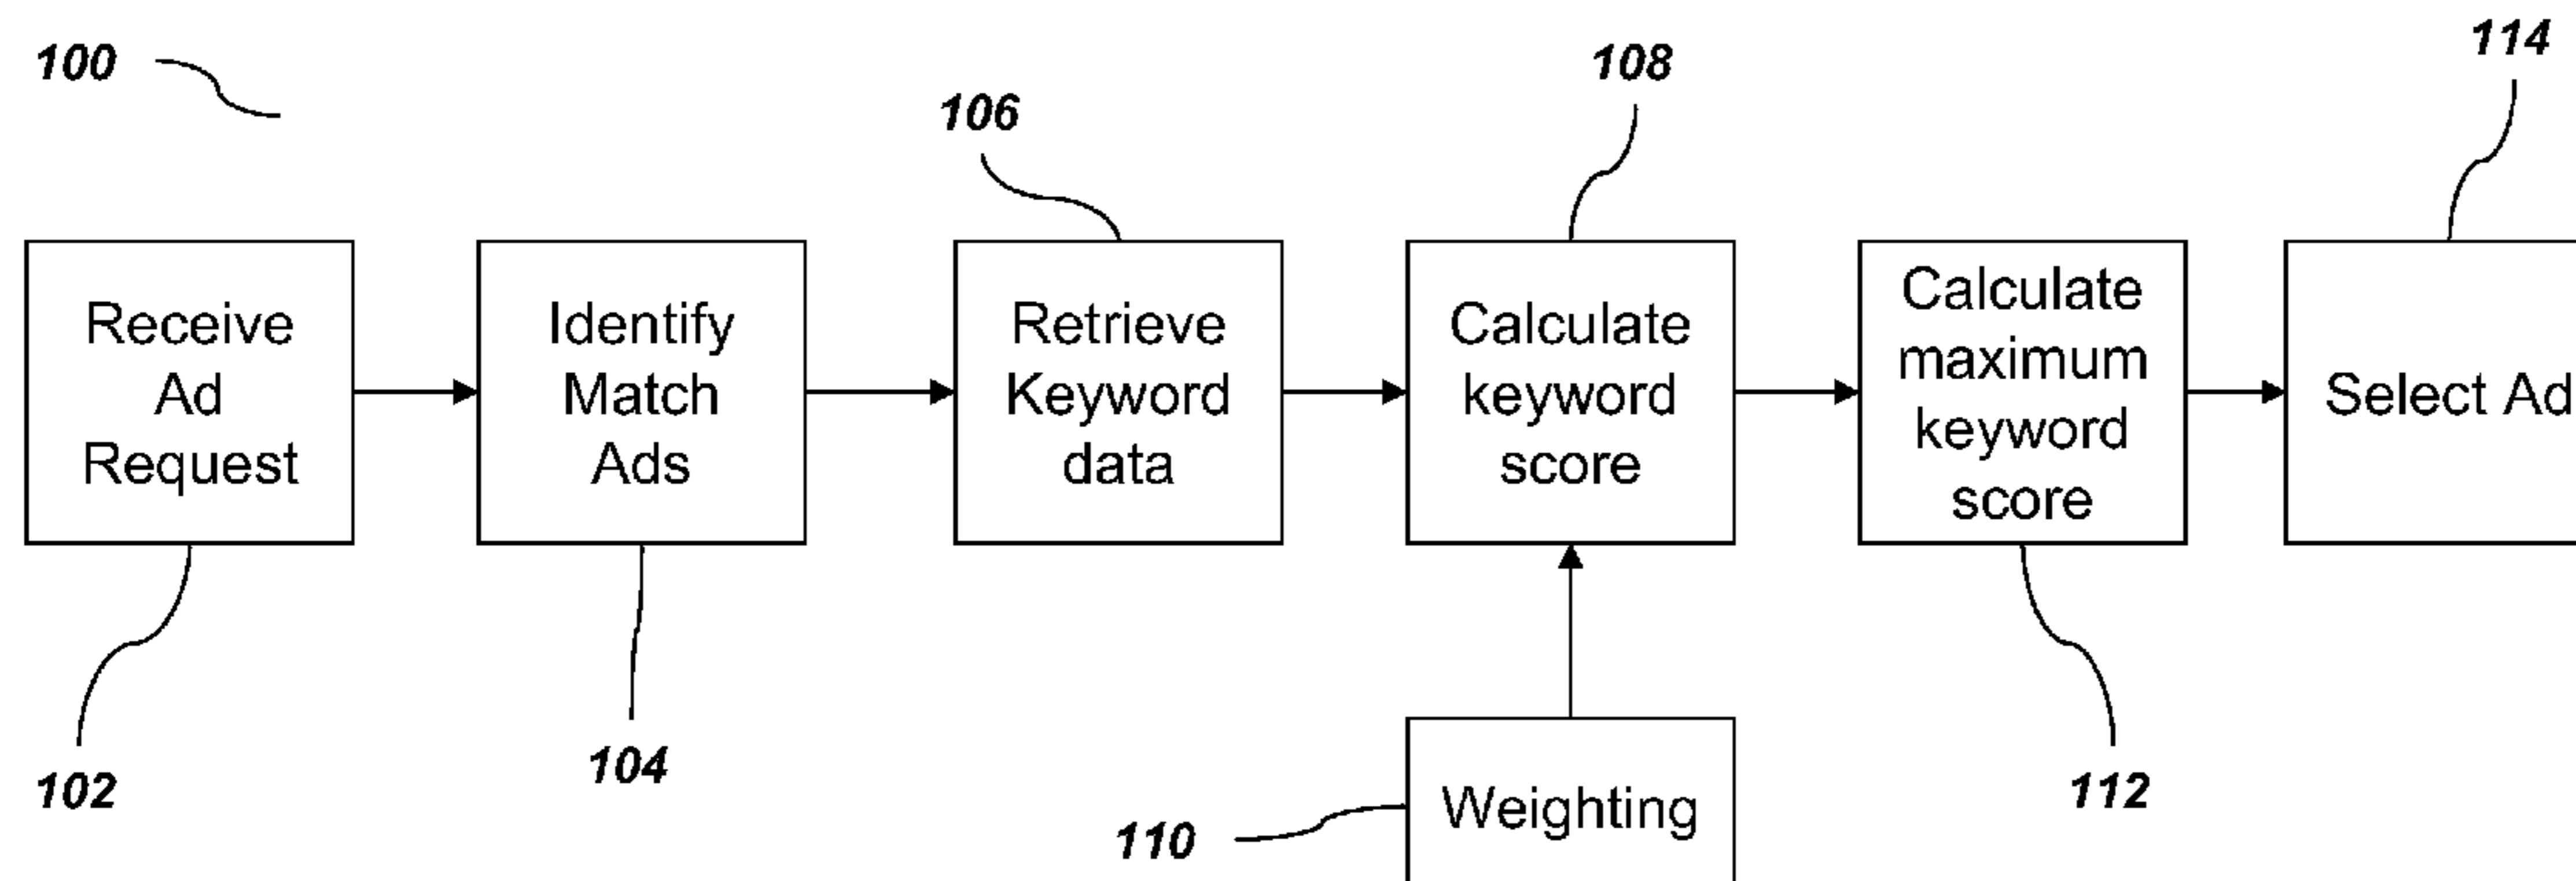 100
106
108
114
Receive
Ad
Request
Identify
Match
Ads
Retrieve
Keyword
data
Calculate
keyword
score
Calculate
maximum
keyword
score
Select Ad
102
104
110
Weighting
112